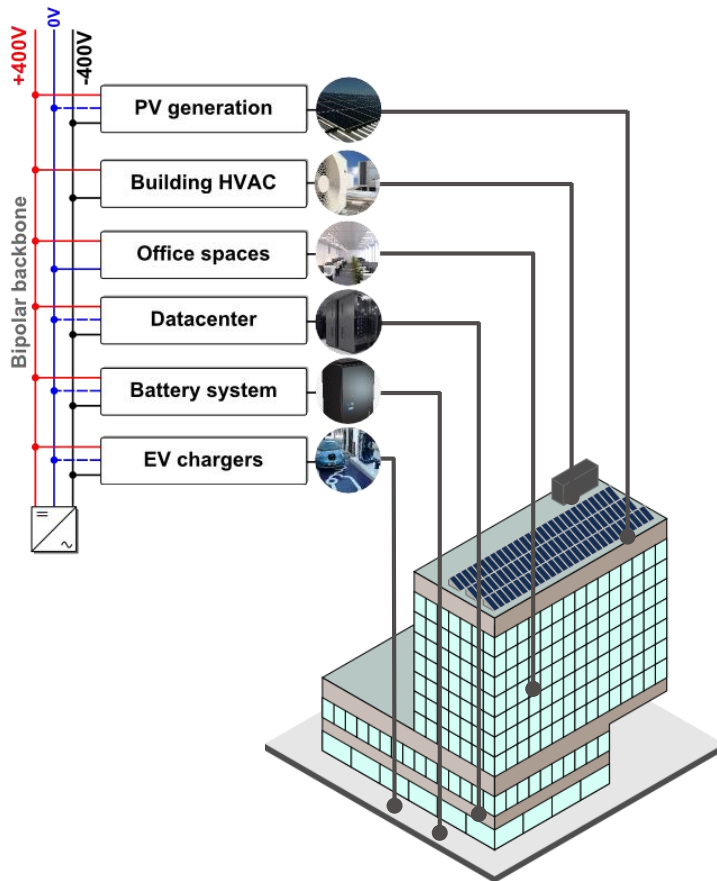 +400V
0V
-400V
Bipolar backbone
PV generation
Building HVAC
Office spaces
Datacenter
Battery system
EV chargers